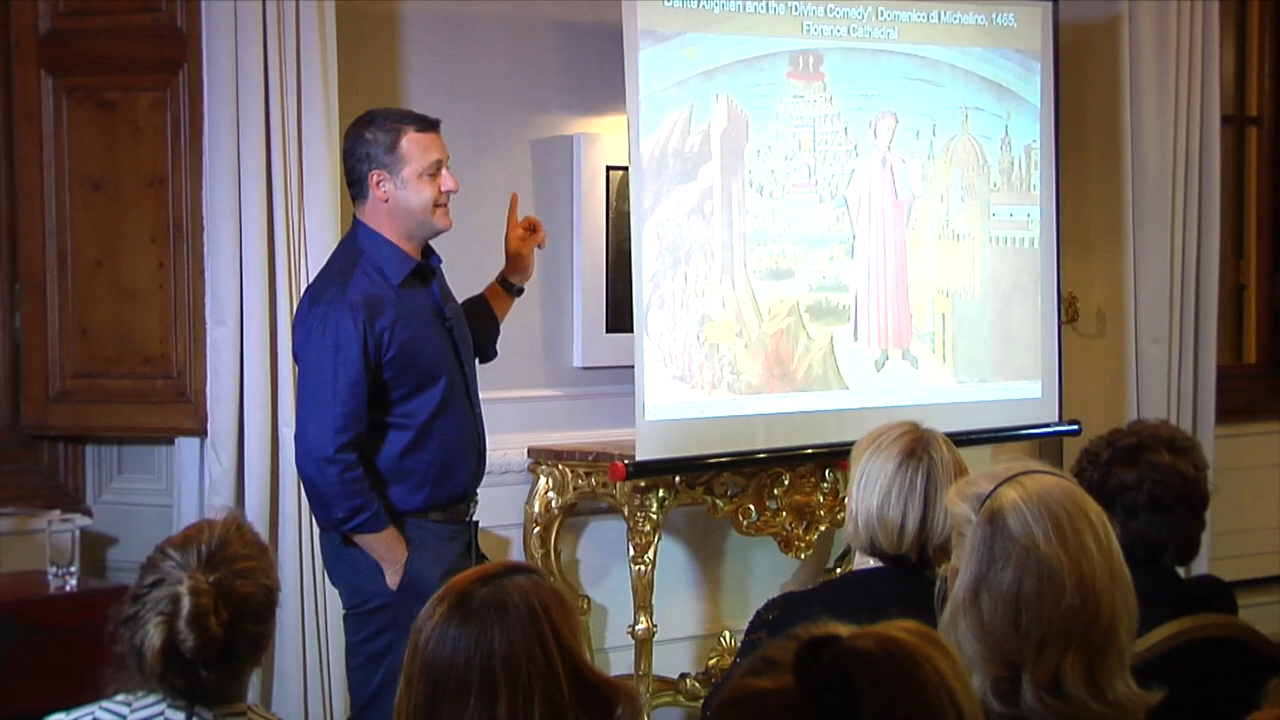 Dante Alighieri and the "Divine Comedy", Domenico di Michelino, 1465,
Florence Cathedral